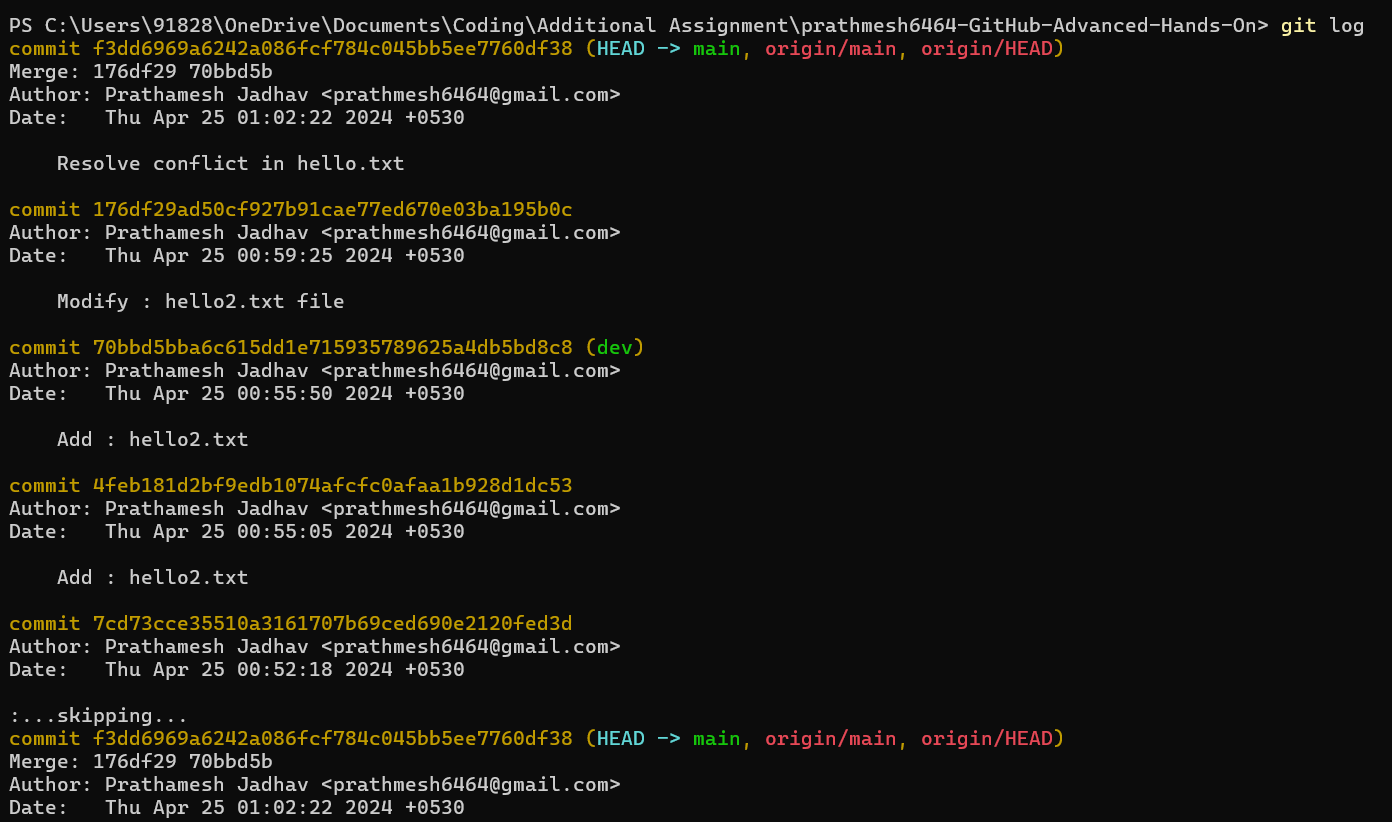 PS C:\Users\91828\OneDrive\Documents\Coding\Additional Assignment\prathmesh6464-GitHub-Advanced-Hands-On> git log
commit f3dd6969a6242a086fcf784c045bb5ee7760df38 (HEAD -> main, origin/main, origin/HEAD)
Merge: 176df29 70bbd5b
Author: Prathamesh Jadhav <prathmesh6464@gmail.com>
Date:   Thu Apr 25 01:02:22 2024 +0530

    Resolve conflict in hello.txt

commit 176df29ad50cf927b91cae77ed670e03ba195b0c
Author: Prathamesh Jadhav <prathmesh6464@gmail.com>
Date:   Thu Apr 25 00:59:25 2024 +0530

    Modify : hello2.txt file

commit 70bbd5bba6c615dd1e715935789625a4db5bd8c8 (dev)
Author: Prathamesh Jadhav <prathmesh6464@gmail.com>
Date:   Thu Apr 25 00:55:50 2024 +0530

    Add : hello2.txt

commit 4feb181d2bf9edb1074afcfc0afaa1b928d1dc53
Author: Prathamesh Jadhav <prathmesh6464@gmail.com>
Date:   Thu Apr 25 00:55:05 2024 +0530

    Add : hello2.txt

commit 7cd73cce35510a3161707b69ced690e2120fed3d
Author: Prathamesh Jadhav <prathmesh6464@gmail.com>
Date:   Thu Apr 25 00:52:18 2024 +0530

:...skipping...
commit f3dd6969a6242a086fcf784c045bb5ee7760df38 (HEAD -> main, origin/main, origin/HEAD)
Merge: 176df29 70bbd5b
Author: Prathamesh Jadhav <prathmesh6464@gmail.com>
Date:   Thu Apr 25 01:02:22 2024 +0530